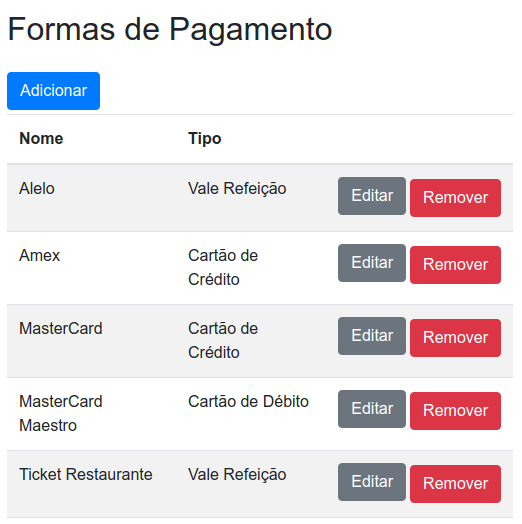 Formas de Pagamento
Adicionar
Nome Tipo
Alelo Vale Refeição Editar Remover
Amex Cartão de Editar Remover
Crédito
MasterCard Cartão de Editar Remover
Crédito
MasterCard Cartão de Débito Editar Remover
Maestro
Ticket Restaurante Vale Refeição Editar Remover